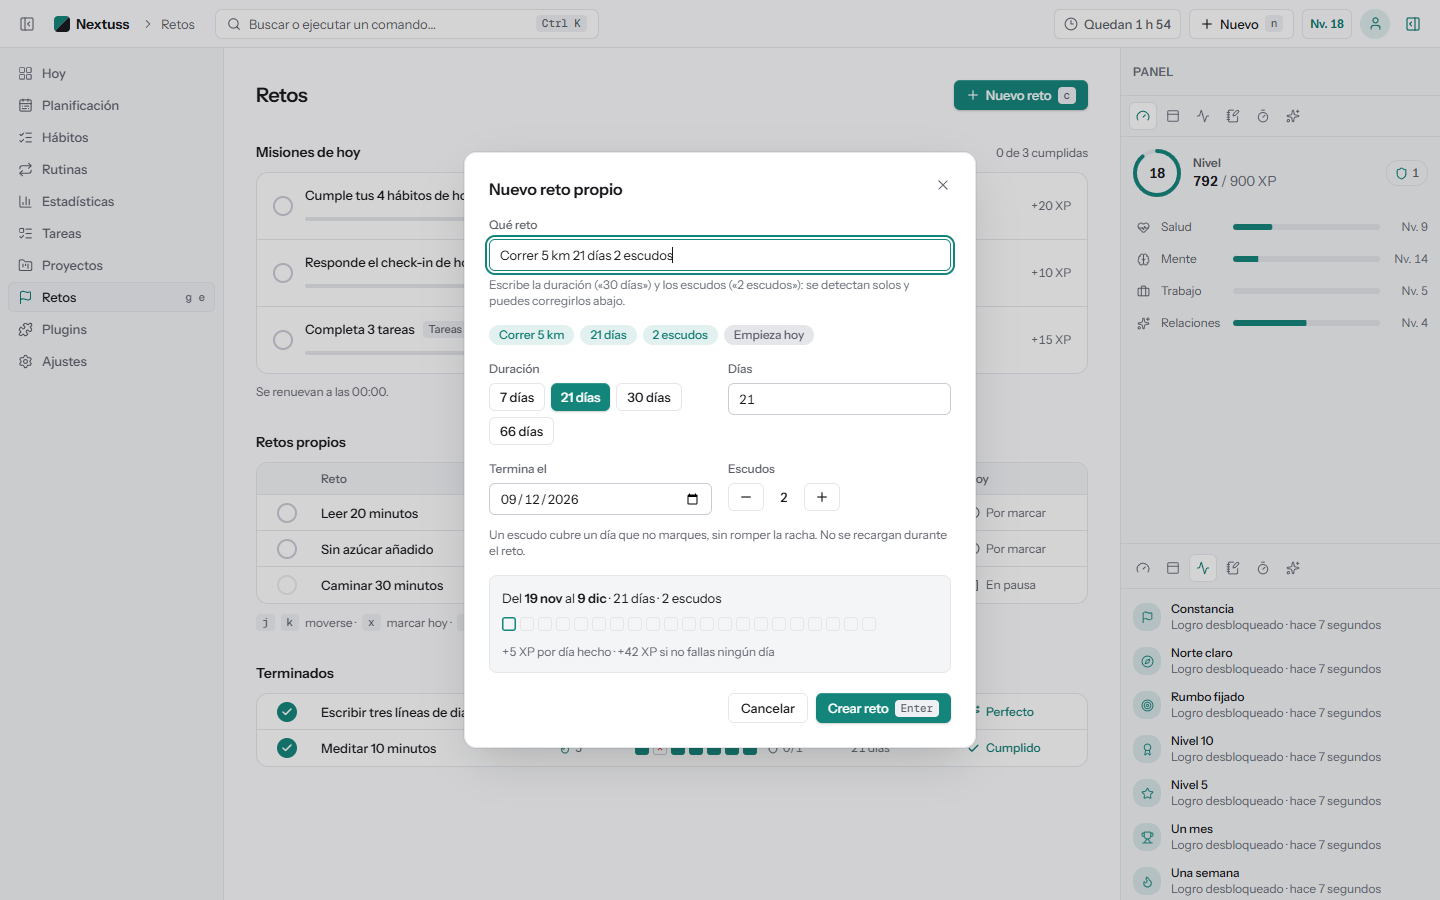 Nextuss
Retos
Buscar o ejecutar un comando...
Ctrl K
Quedan 1 h 54
Nuevo
n
Nv. 18
Hoy
Planificación
Hábitos
Rutinas
Estadísticas
Tareas
Proyectos
Retos
g e
Plugins
Ajustes
Retos
Nuevo reto
c
Misiones de hoy
0 de 3 cumplidas
Cumple tus 4 hábitos de ho
+20 XP
Responde el check-in de ho
+10 XP
Completa 3 tareas
Tareas
+15 XP
Se renuevan a las 00:00.
Retos propios
Reto
oy
Leer 20 minutos
Por marcar
Sin azúcar añadido
Por marcar
Caminar 30 minutos
En pausa
j k moverse · x marcar hoy ·
Terminados
Escribir tres líneas de dia
Perfecto
Meditar 10 minutos
Cumplido
Nuevo reto propio
Qué reto
Correr 5 km 21 días 2 escudos
Escribe la duración («30 días») y los escudos («2 escudos»): se detectan solos y
puedes corregirlos abajo.
Correr 5 km
21 días
2 escudos
Empieza hoy
Duración
Días
7 días
21 días
30 días
66 días
21
Termina el
Escudos
09/12/2026
2
Un escudo cubre un día que no marques, sin romper la racha. No se recargan durante
el reto.
Del 19 nov al 9 dic · 21 días · 2 escudos
+5 XP por día hecho · +42 XP si no fallas ningún día
Cancelar
Crear reto
Enter
PANEL
18
Nivel
792 / 900 XP
1
Salud
Nv. 9
Mente
Nv. 14
Trabajo
Nv. 5
Relaciones
Nv. 4
Constancia
Logro desbloqueado · hace 7 segundos
Norte claro
Logro desbloqueado · hace 7 segundos
Rumbo fijado
Logro desbloqueado · hace 7 segundos
Nivel 10
Logro desbloqueado · hace 7 segundos
Nivel 5
Logro desbloqueado · hace 7 segundos
Un mes
Logro desbloqueado · hace 7 segundos
Una semana
Logro desbloqueado · hace 7 segundos